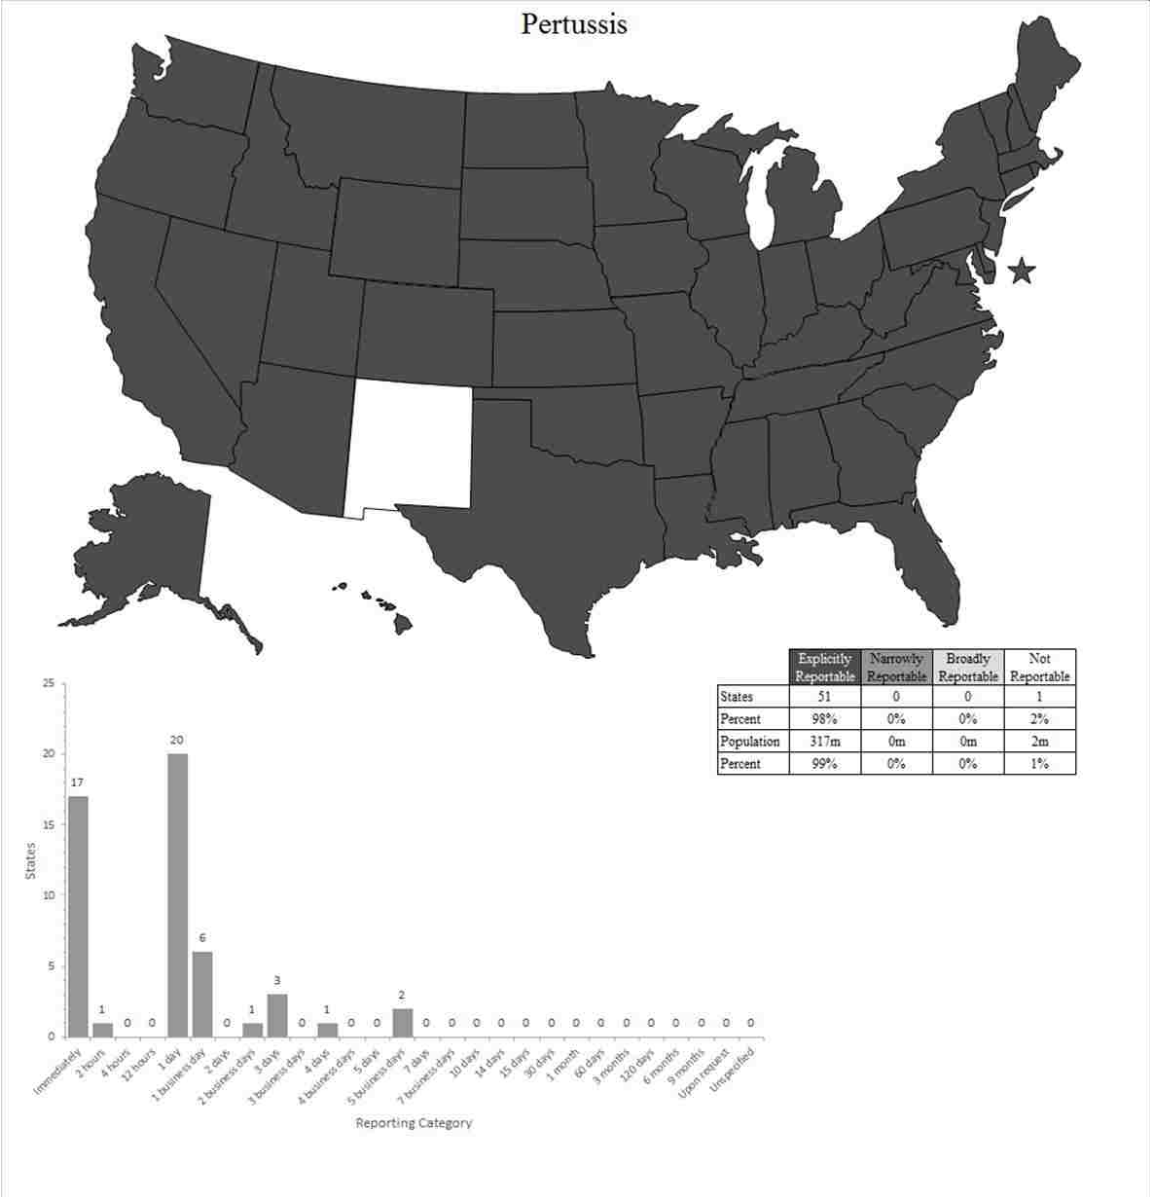 Pertussis
Explicitly Reportable Narrowly Reportable Broadly Reportable Not Reportable
States 51 0 0 1
Percent 98% 0% 0% 2%
Population 317m 0m 0m 2m
Percent 99% 0% 0% 1%
25
20
15
10
5
0
States
17 1 0 0 20 6 0 1 3 0 1 0 0 2 0 0 0 0 0 0 0 0 0 0 0 0 0 0
Immediately
2 hours
4 hours
12 hours
1 day
1 business day
2 days
2 business days
3 days
3 business days
4 days
4 business days
5 days
5 business days
7 days
7 business days
10 days
14 days
15 days
30 days
1 month
60 days
3 months
120 days
6 months
9 months
Upon request
Unspecified
Reporting Category